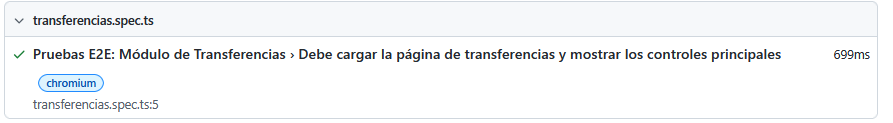 transferencias.spec.ts
Pruebas E2E: Módulo de Transferencias › Debe cargar la página de transferencias y mostrar los controles principales 699ms
chromium
transferencias.spec.ts:5